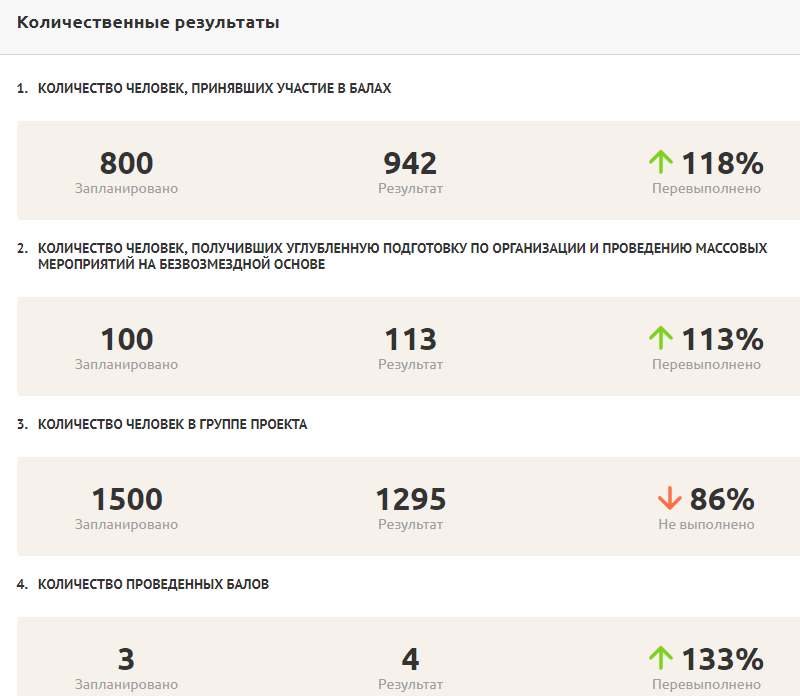 Количественные результаты
1. КОЛИЧЕСТВО ЧЕЛОВЕК, ПРИНЯВШИХ УЧАСТИЕ В БАЛАХ
800 942 118%
Запланировано Результат Перевыполнено
2. КОЛИЧЕСТВО ЧЕЛОВЕК, ПОЛУЧИВШИХ УГЛУБЛЕННУЮ ПОДГОТОВКУ ПО ОРГАНИЗАЦИИ И ПРОВЕДЕНИЮ МАССОВЫХ
МЕРОПРИЯТИЙ НА БЕЗВОЗМЕЗДНОЙ ОСНОВЕ
100 113 113%
Запланировано Результат Перевыполнено
3. КОЛИЧЕСТВО ЧЕЛОВЕК В ГРУППЕ ПРОЕКТА
1500 1295 86%
Запланировано Результат Не выполнено
4. КОЛИЧЕСТВО ПРОВЕДЕННЫХ БАЛОВ
3 4 133%
Запланировано Результат Перевыполнено